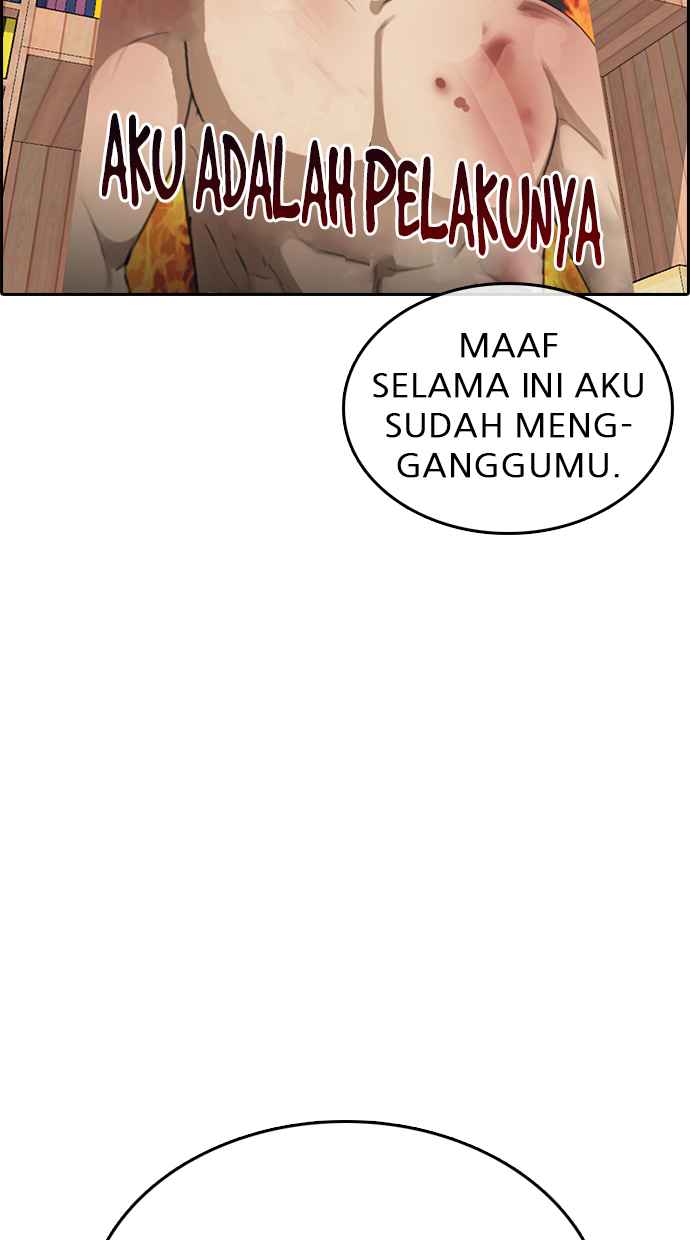 AKU ADALAH PELAKUNYA
MAAF
SELAMA INI AKU
SUDAH MENG-
GANGGUMU.